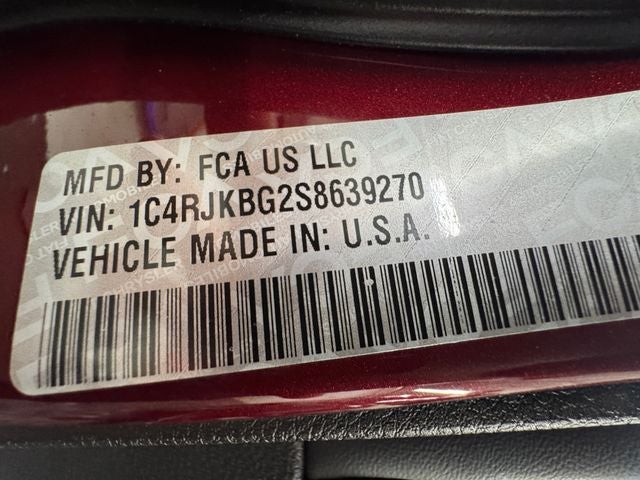 MFD BY: FCA US LLC
VIN: 1C4RJKBG2S8639270
VEHICLE MADE IN: U.S.A.